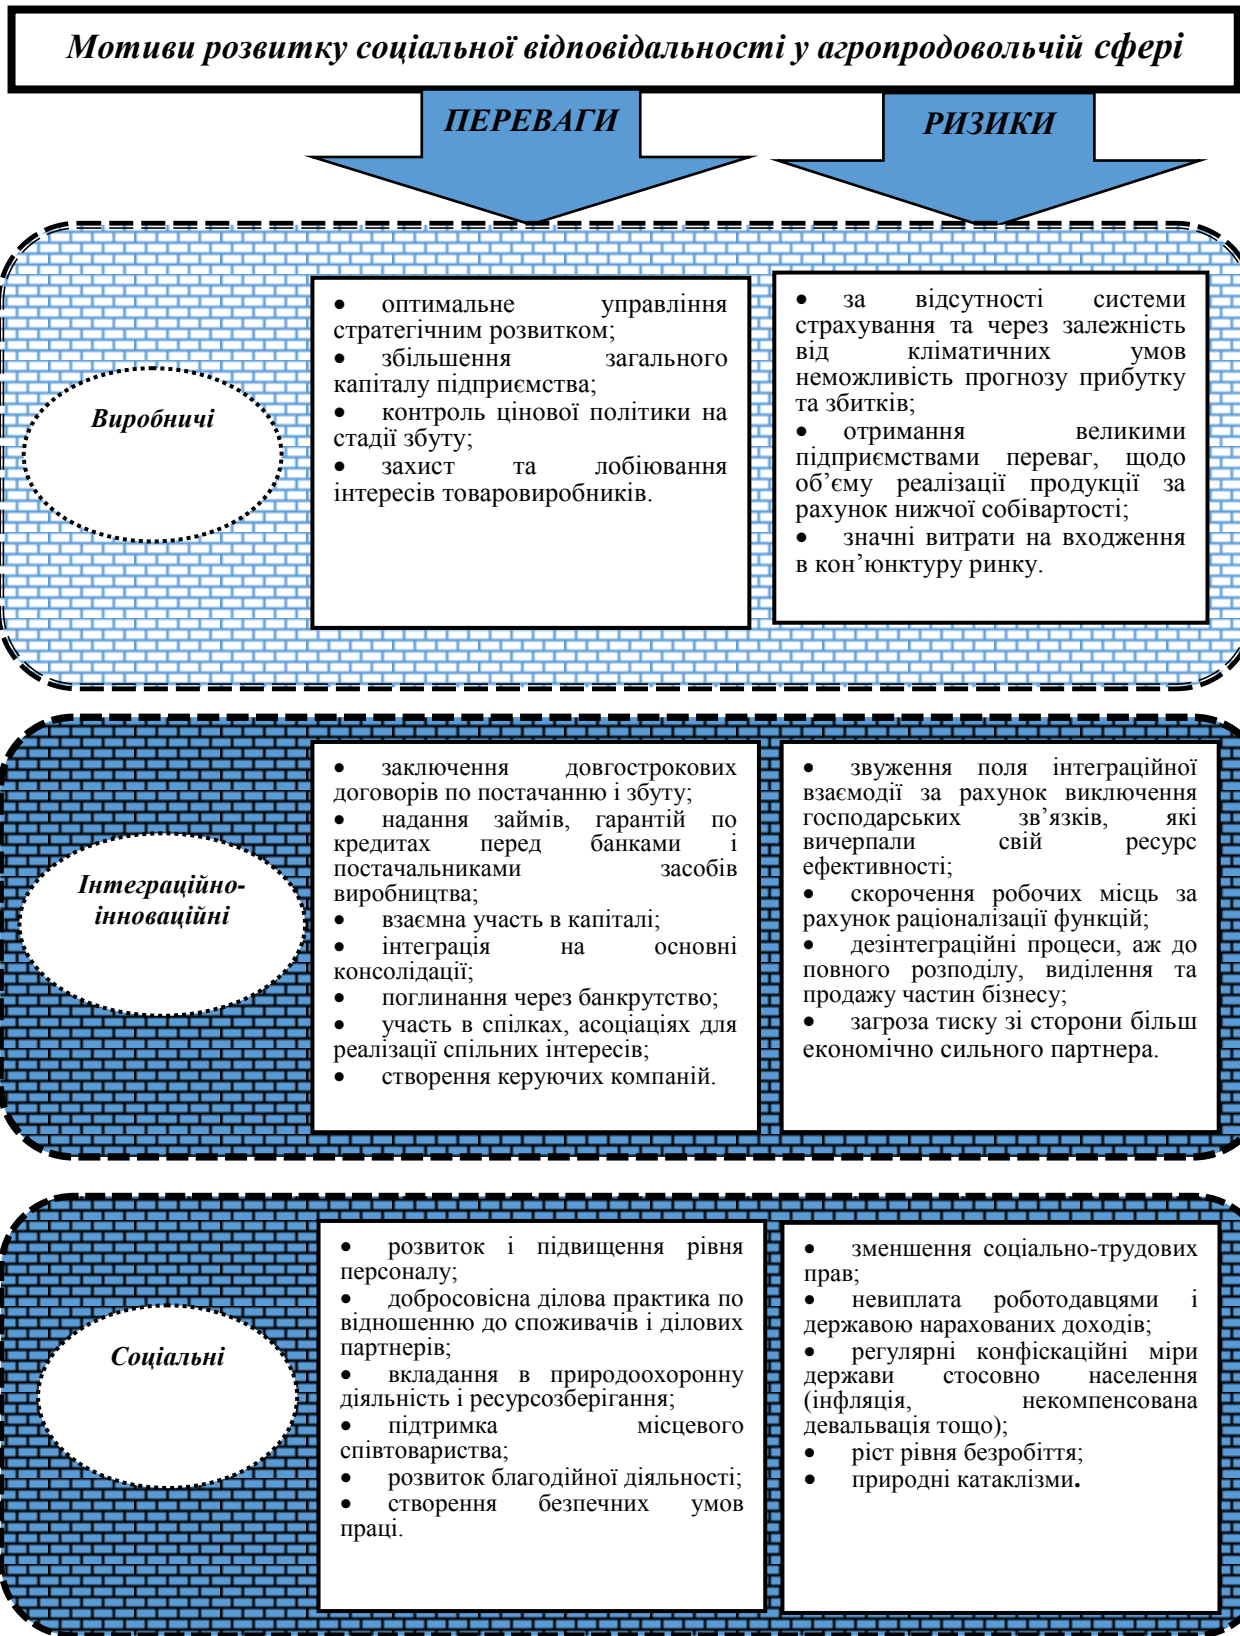 Мотиви розвитку соціальної відповідальності у агропродовольчій сфері
ПЕРЕВАГИ
РИЗИКИ
Виробничі
• оптимальне управління
стратегічним розвитком;
• збільшення загального
капіталу підприємства;
• контроль цінової політики на
стадії збуту;
• захист та лобіювання
інтересів товаровиробників.
• за відсутності системи
страхування та через залежність
від кліматичних умов
неможливість прогнозу прибутку
та збитків;
• отримання великими
підприємствами переваг, щодо
об’єму реалізації продукції за
рахунок нижчої собівартості;
• значні витрати на входження
в кон’юнктуру ринку.
Інтеграційно-
інноваційні
• заключення довгострокових
договорів по постачанню і збуту;
• надання займів, гарантій по
кредитах перед банками і
постачальниками засобів
виробництва;
• взаємна участь в капіталі;
• інтеграція на основні
консолідації;
• поглинання через банкрутство;
• участь в спілках, асоціаціях для
реалізації спільних інтересів;
• створення керуючих компаній.
• звуження поля інтеграційної
взаємодії за рахунок виключення
господарських зв’язків, які
вичерпали свій ресурс
ефективності;
• скорочення робочих місць за
рахунок раціоналізації функцій;
• дезінтеграційні процеси, аж до
повного розподілу, виділення та
продажу частин бізнесу;
• загроза тиску зі сторони більш
економічно сильного партнера.
Соціальні
• розвиток і підвищення рівня
персоналу;
• добросовісна ділова практика по
відношенню до споживачів і ділових
партнерів;
• вкладання в природоохоронну
діяльність і ресурсозберігання;
• підтримка місцевого
співтовариства;
• розвиток благодійної діяльності;
• створення безпечних умов
праці.
• зменшення соціально-трудових
прав;
• невиплата роботодавцями і
державою нарахованих доходів;
• регулярні конфіскаційні міри
держави стосовно населення
(інфляція, некомпенсована
девальвація тощо);
• ріст рівня безробіття;
• природні катаклізми.